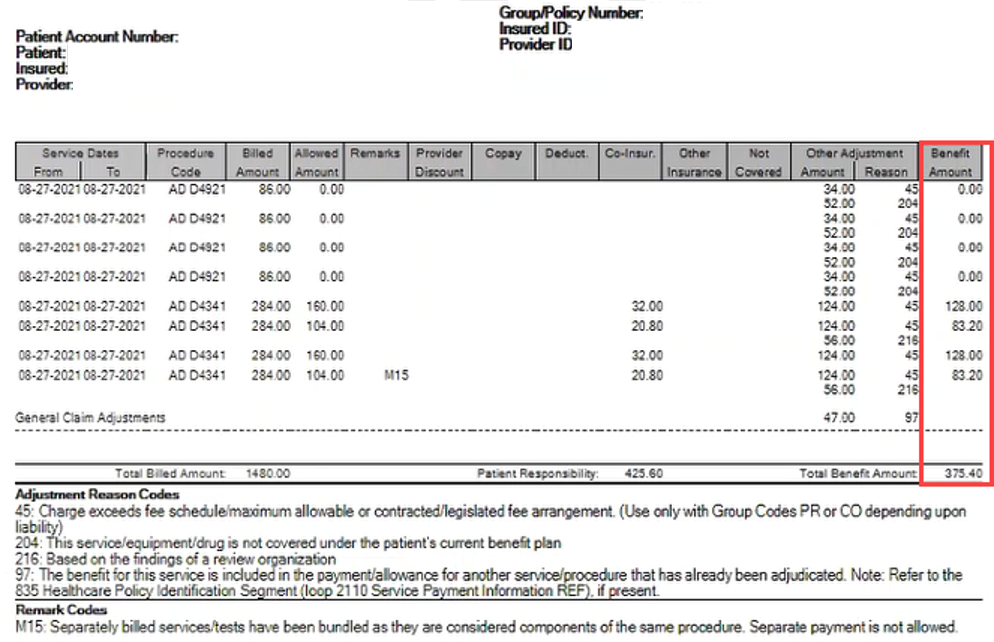 Group/Policy Number:
Insured ID:
Provider ID
Patient Account Number:
Patient:
Insured:
Provider:
Service Dates Procedure Billed Allowed Remarks Provider Copay Deduct. Co-Insur. Other Not Other Adjustment Benefit
From To Code Amount Amount Discount Insurance Covered Amount Reason Amount
08-27-2021 08-27-2021 AD D4921 86.00 0.00 34.00 45 0.00
52.00 204
08-27-2021 08-27-2021 AD D4921 86.00 0.00 34.00 45 0.00
52.00 204
08-27-2021 08-27-2021 AD D4921 86.00 0.00 34.00 45 0.00
52.00 204
08-27-2021 08-27-2021 AD D4921 86.00 0.00 34.00 45 0.00
52.00 204
08-27-2021 08-27-2021 AD D4341 284.00 160.00 32.00 124.00 45 128.00
08-27-2021 08-27-2021 AD D4341 284.00 104.00 20.80 124.00 45 83.20
56.00 216
08-27-2021 08-27-2021 AD D4341 284.00 160.00 32.00 124.00 45 128.00
08-27-2021 08-27-2021 AD D4341 284.00 104.00 M15 20.80 124.00 45 83.20
56.00 216
General Claim Adjustments 47.00 97
Total Billed Amount: 1480.00 Patient Responsibility: 425.60 Total Benefit Amount: 375.40
Adjustment Reason Codes
45: Charge exceeds fee schedule/maximum allowable or contracted/legislated fee arrangement. (Use only with Group Codes PR or CO depending upon
liability)
204: This service/equipment/drug is not covered under the patient's current benefit plan
216: Based on the findings of a review organization
97: The benefit for this service is included in the payment/allowance for another service/procedure that has already been adjudicated. Note: Refer to the
835 Healthcare Policy Identification Segment (loop 2110 Service Payment Information REF), if present.
Remark Codes
M15: Separately billed services/tests have been bundled as they are considered components of the same procedure. Separate payment is not allowed.